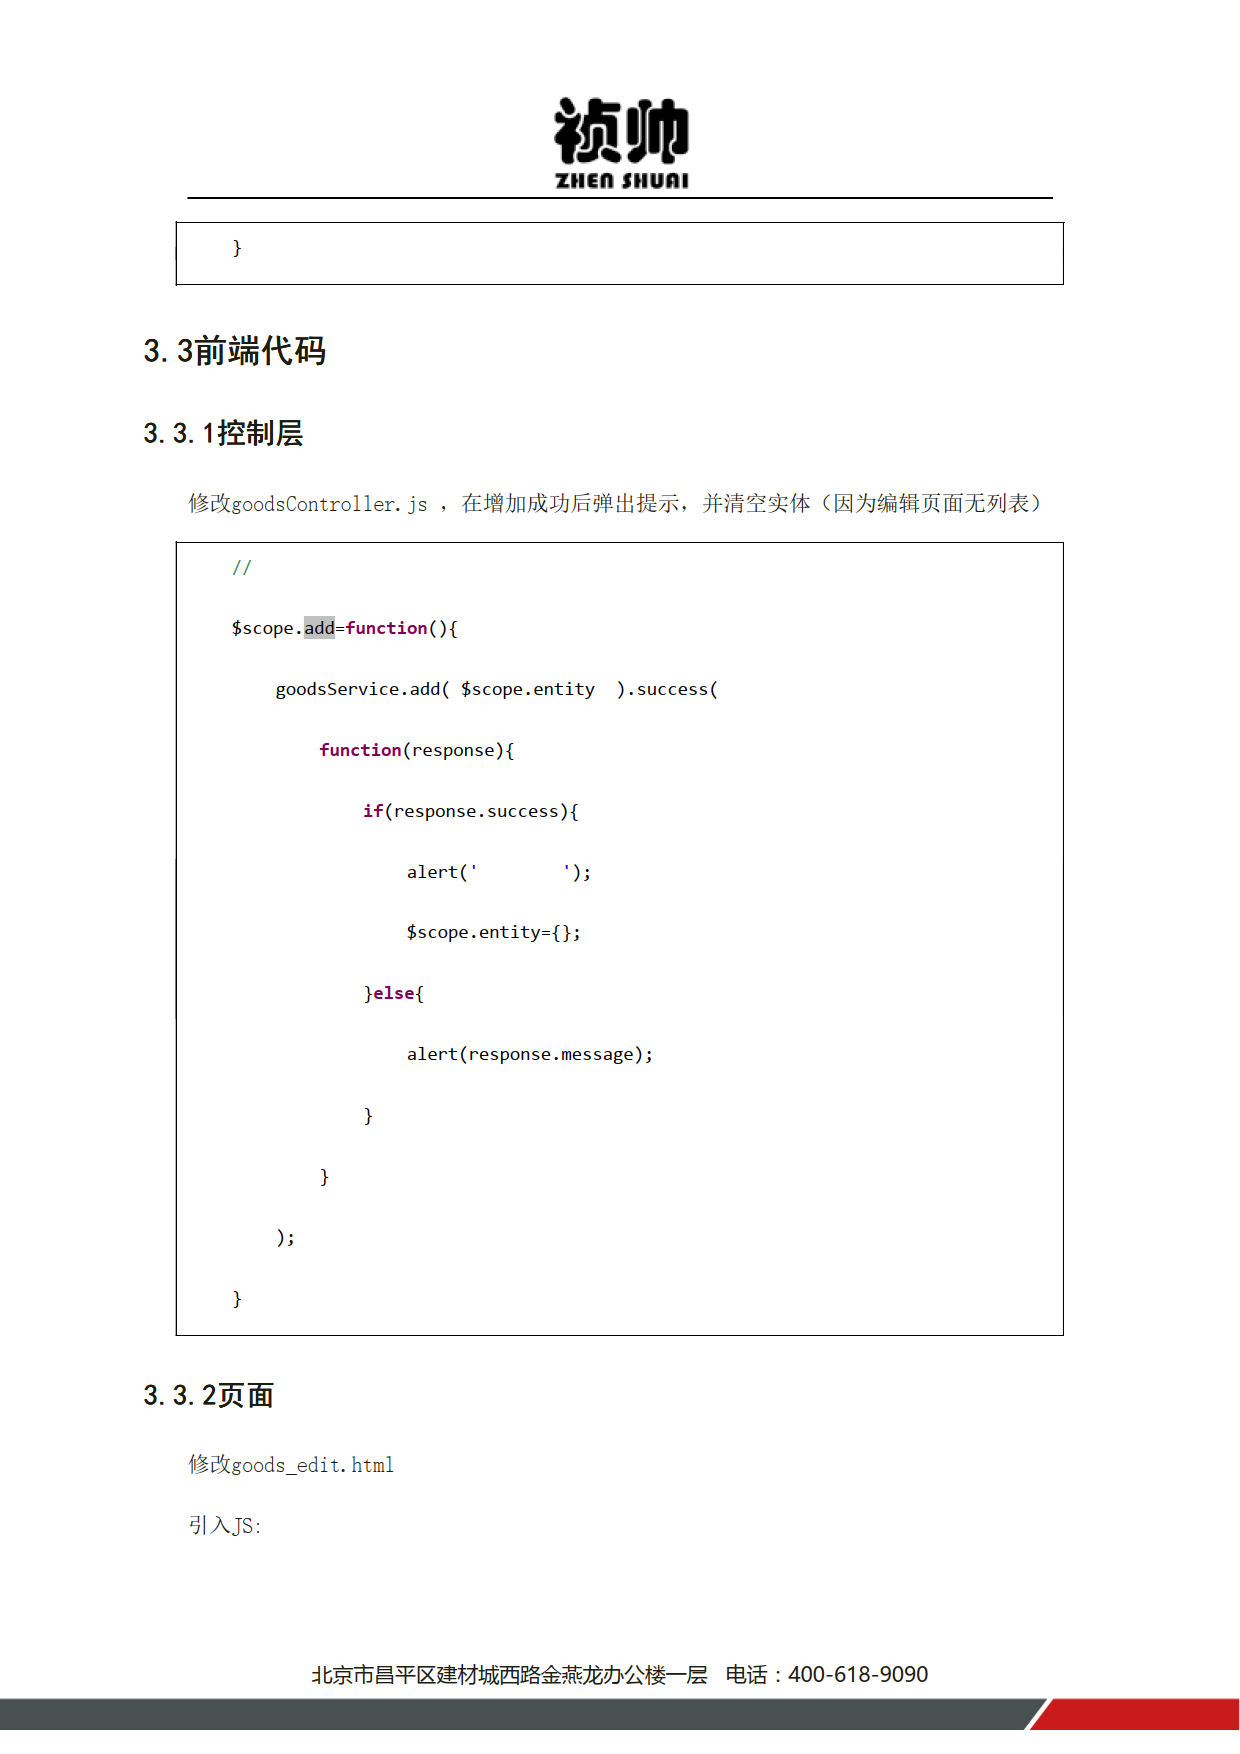 祯帅
ZHEN SHUAI
}
3.3前端代码
3.3.1控制层
修改goodsController.js ，在增加成功后弹出提示，并清空实体（因为编辑页面无列表）
//
$scope.add=function(){
goodsService.add( $scope.entity  ).success(
function(response){
if(response.success){
alert('        ');
$scope.entity={};
}else{
alert(response.message);
}
}
);
}
3.3.2页面
修改goods_edit.html
引入JS:
北京市昌平区建材城西路金燕龙办公楼一层   电话：400-618-9090